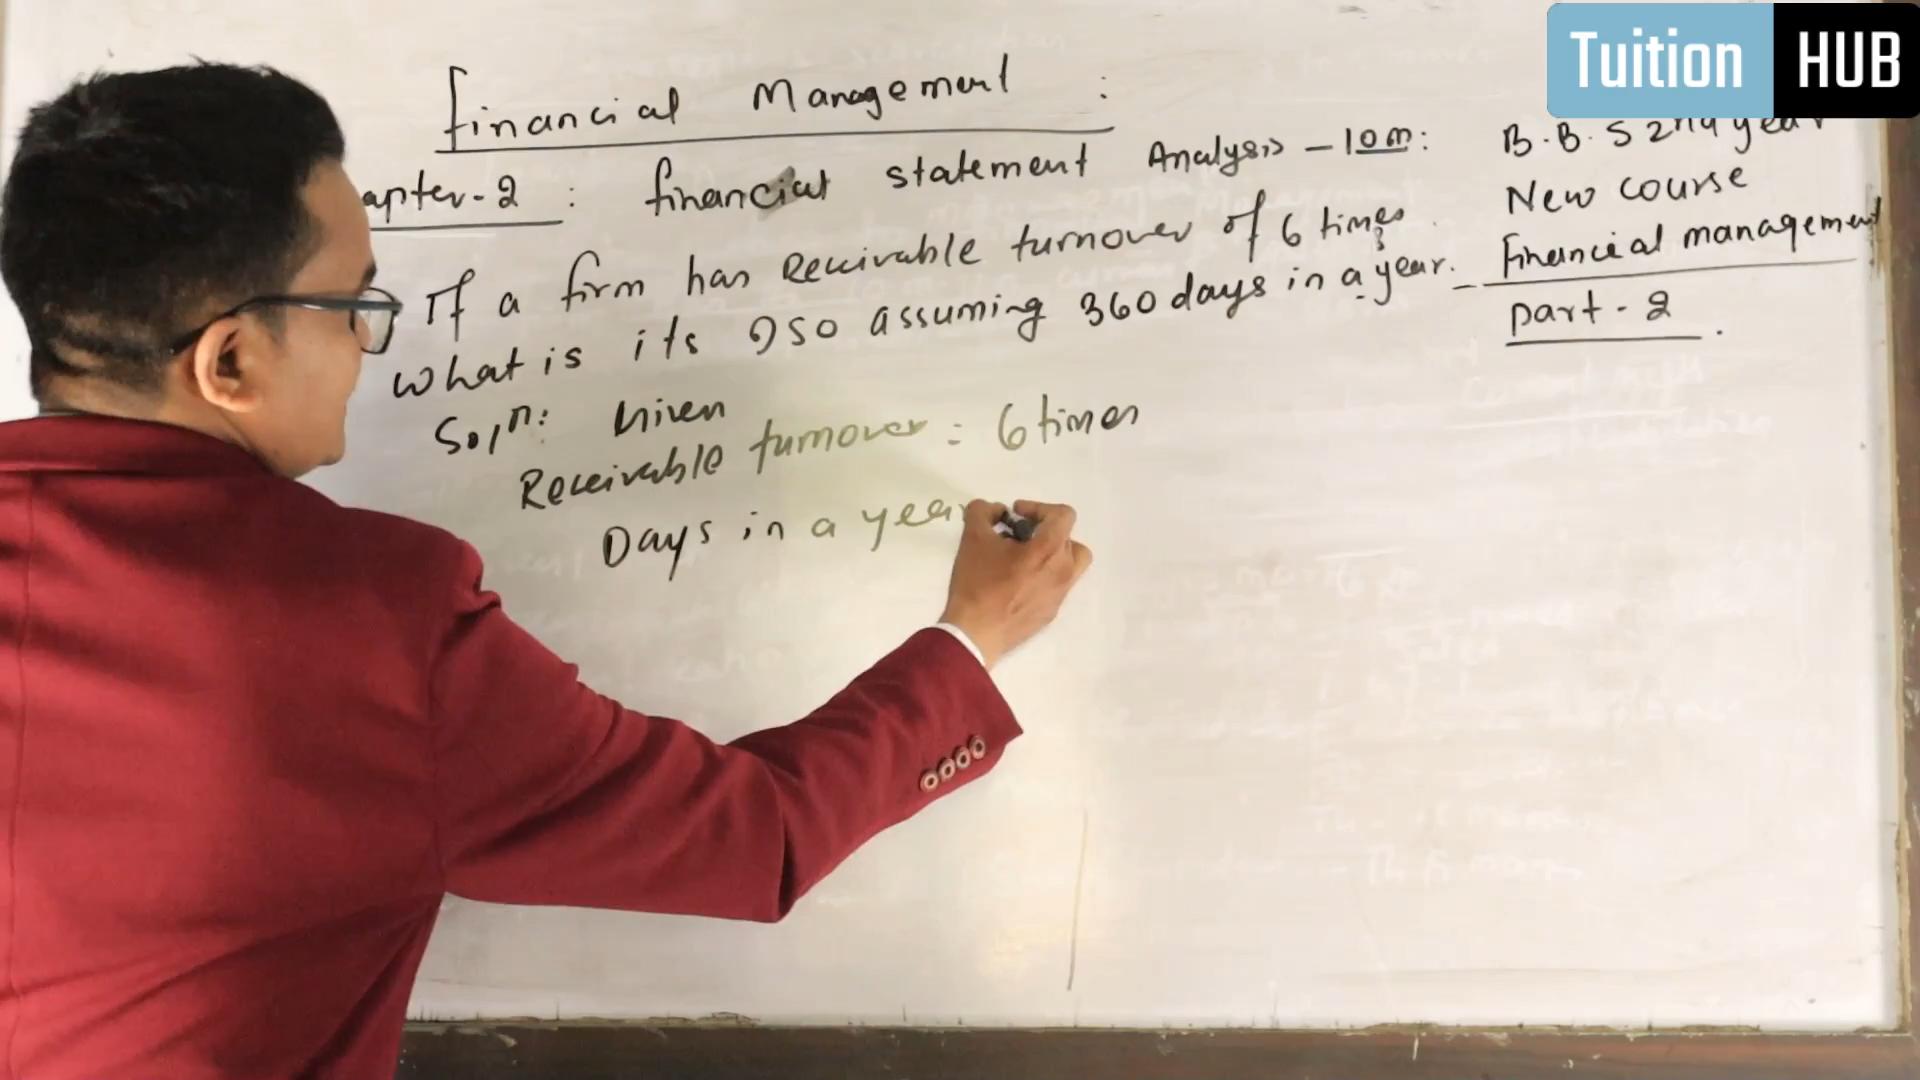 Tuition HUB
Financial Management :
apter-2 : financial statement Analysis - 10m:
If a firm has Receivable turnover of 6 times
What is its DSO assuming 360 days in a year.
Soln: Given
Receivable turnover = 6 times
Days in a year
B.B.S 2nd year
New course
Financial management
part - 2